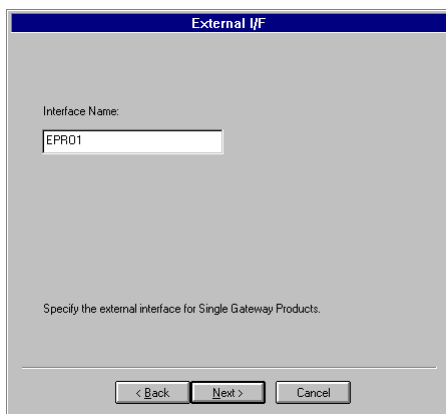 External I/F
Interface Name:
EPRO1
Specify the external interface for Single Gateway Products.
< Back
Next >
Cancel